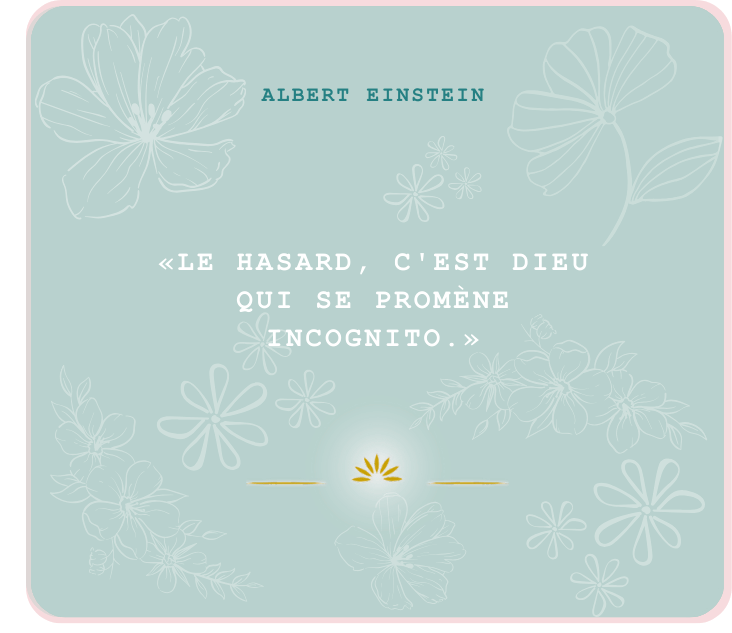 ALBERT EINSTEIN
«LE HASARD, C'EST DIEU
QUI SE PROMÈNE
INCOGNITO.»